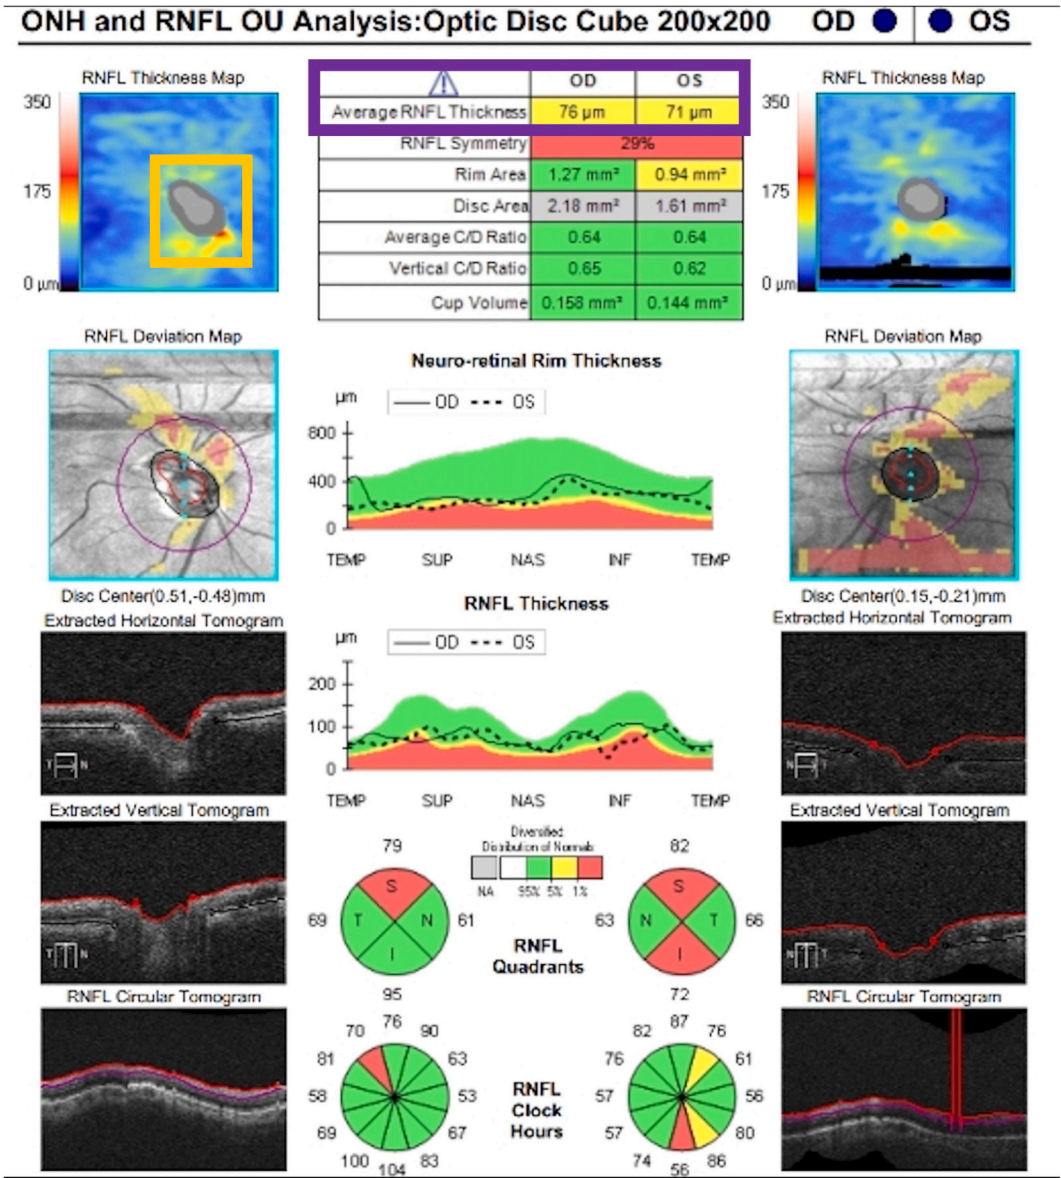 ONH and RNFL OU Analysis:Optic Disc Cube 200x200 OD OS
RNFL Thickness Map
350
175
0 μm
OD OS
Average RNFL Thickness 76 μm 71 μm
RNFL Symmetry 29%
Rim Area 1.27 mm² 0.94 mm²
Disc Area 2.18 mm² 1.61 mm²
Average C/D Ratio 0.64 0.64
Vertical C/D Ratio 0.65 0.62
Cup Volume 0.158 mm³ 0.144 mm³
RNFL Thickness Map
350
175
0 μm
RNFL Deviation Map
Disc Center(0.51,-0.48)mm
Neuro-retinal Rim Thickness
μm
OD OS
800
400
0
TEMP SUP NAS INF TEMP
RNFL Deviation Map
Disc Center(0.15,-0.21)mm
Extracted Horizontal Tomogram
T N
RNFL Thickness
μm
OD OS
200
100
0
TEMP SUP NAS INF TEMP
Extracted Horizontal Tomogram
N T
Extracted Vertical Tomogram
T N
Extracted Vertical Tomogram
N T
Diversified
Distribution of Normals
NA 95% 5% 1%
79
S
69 T N 61
I
95
RNFL
Quadrants
82
S
63 N T 66
I
72
RNFL Circular Tomogram
RNFL Circular Tomogram
70 76 90
81 63
58 53
69 67
100 104 83
RNFL
Clock
Hours
82 87 76
76 61
57 56
57 80
74 56 86